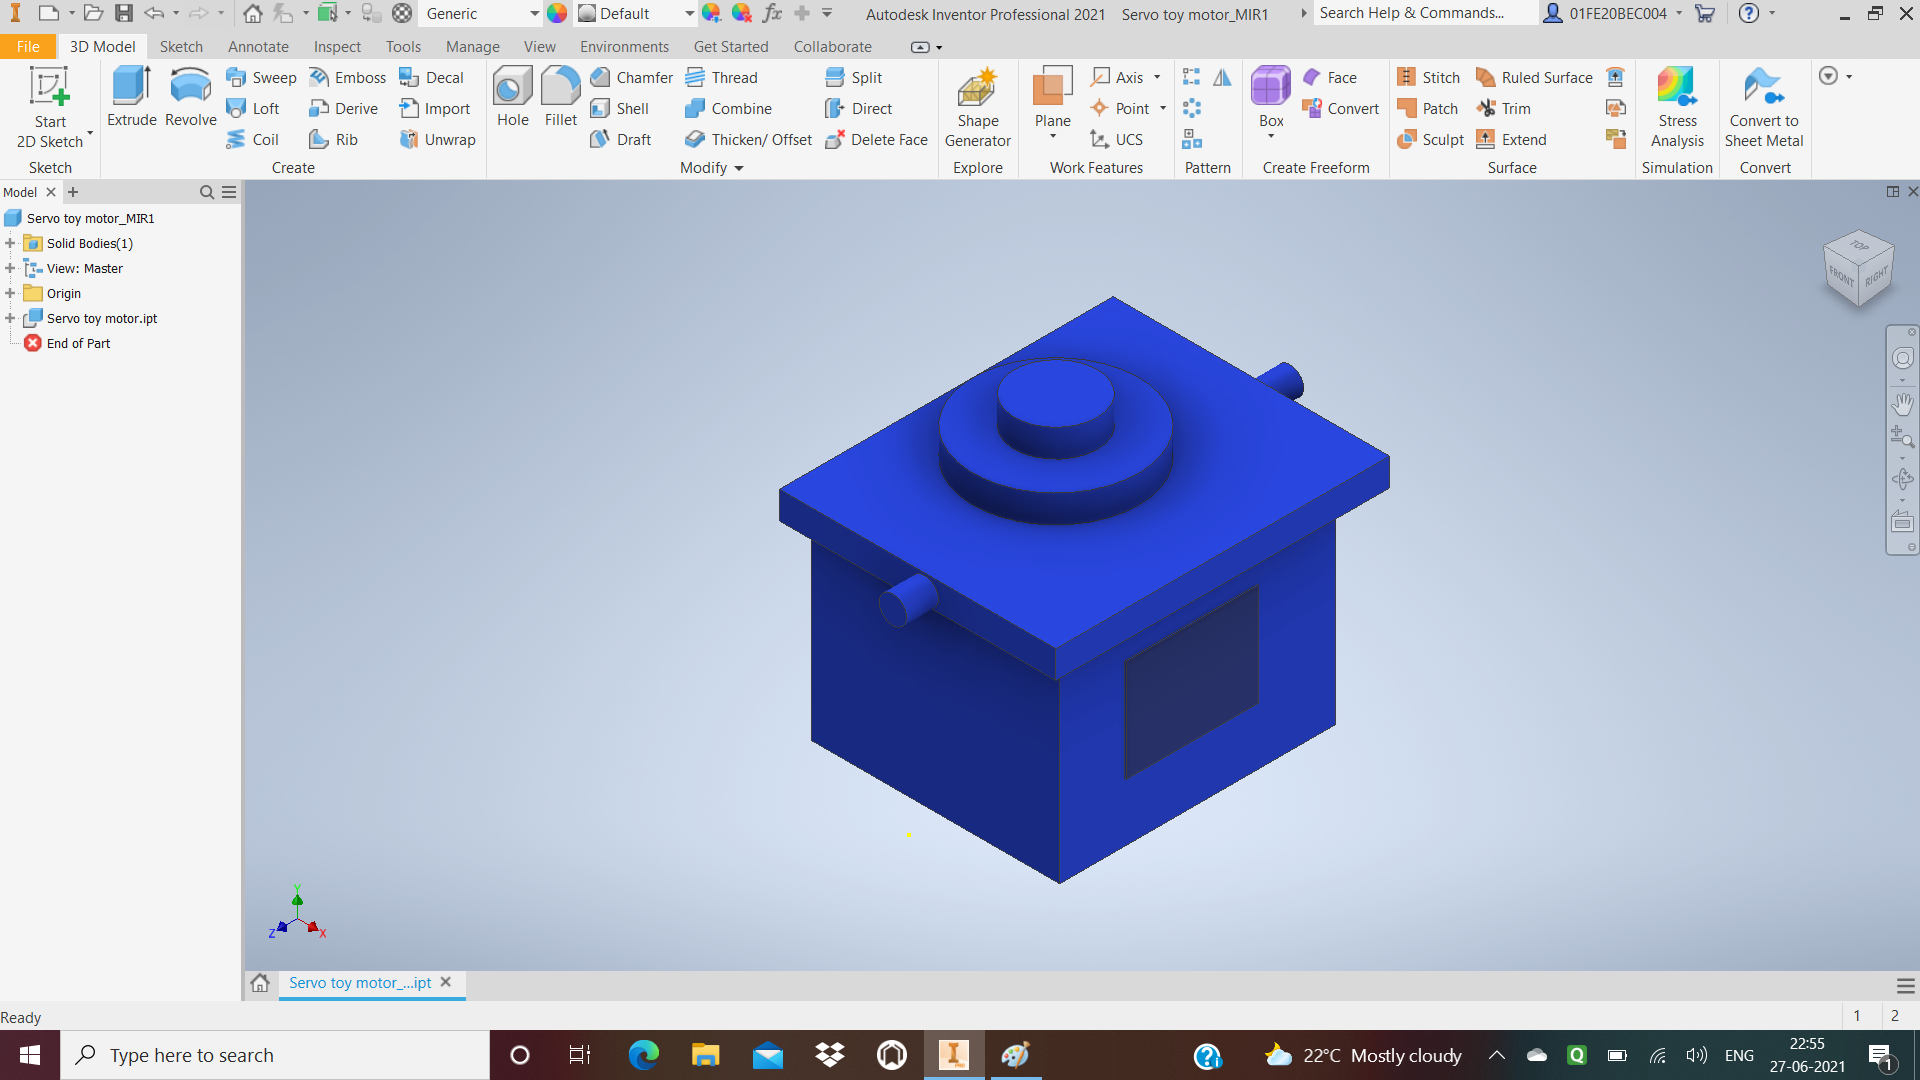 Generic
Default
Autodesk Inventor Professional 2021 Servo toy motor_MIR1
Search Help & Commands...
01FE20BEC004
File 3D Model Sketch Annotate Inspect Tools Manage View Environments Get Started Collaborate
Start
2D Sketch
Sketch
Extrude
Revolve
Sweep Emboss Decal
Loft Derive Import
Coil Rib Unwrap
Create
Hole
Fillet
Chamfer Thread Split
Shell Combine Direct
Draft Thicken/ Offset Delete Face
Modify
Shape
Generator
Explore
Plane
Axis
Point
UCS
Work Features
Pattern
Box
Face
Convert
Create Freeform
Stitch Ruled Surface
Patch Trim
Sculpt Extend
Surface
Stress
Analysis
Simulation
Convert to
Sheet Metal
Convert
Model
Servo toy motor_MIR1
Solid Bodies(1)
View: Master
Origin
Servo toy motor.ipt
End of Part
TOP
FRONT
RIGHT
Y
Z
X
Servo toy motor_...ipt
Ready
1 2
Type here to search
22°C Mostly cloudy
ENG
22:55
27-06-2021
1